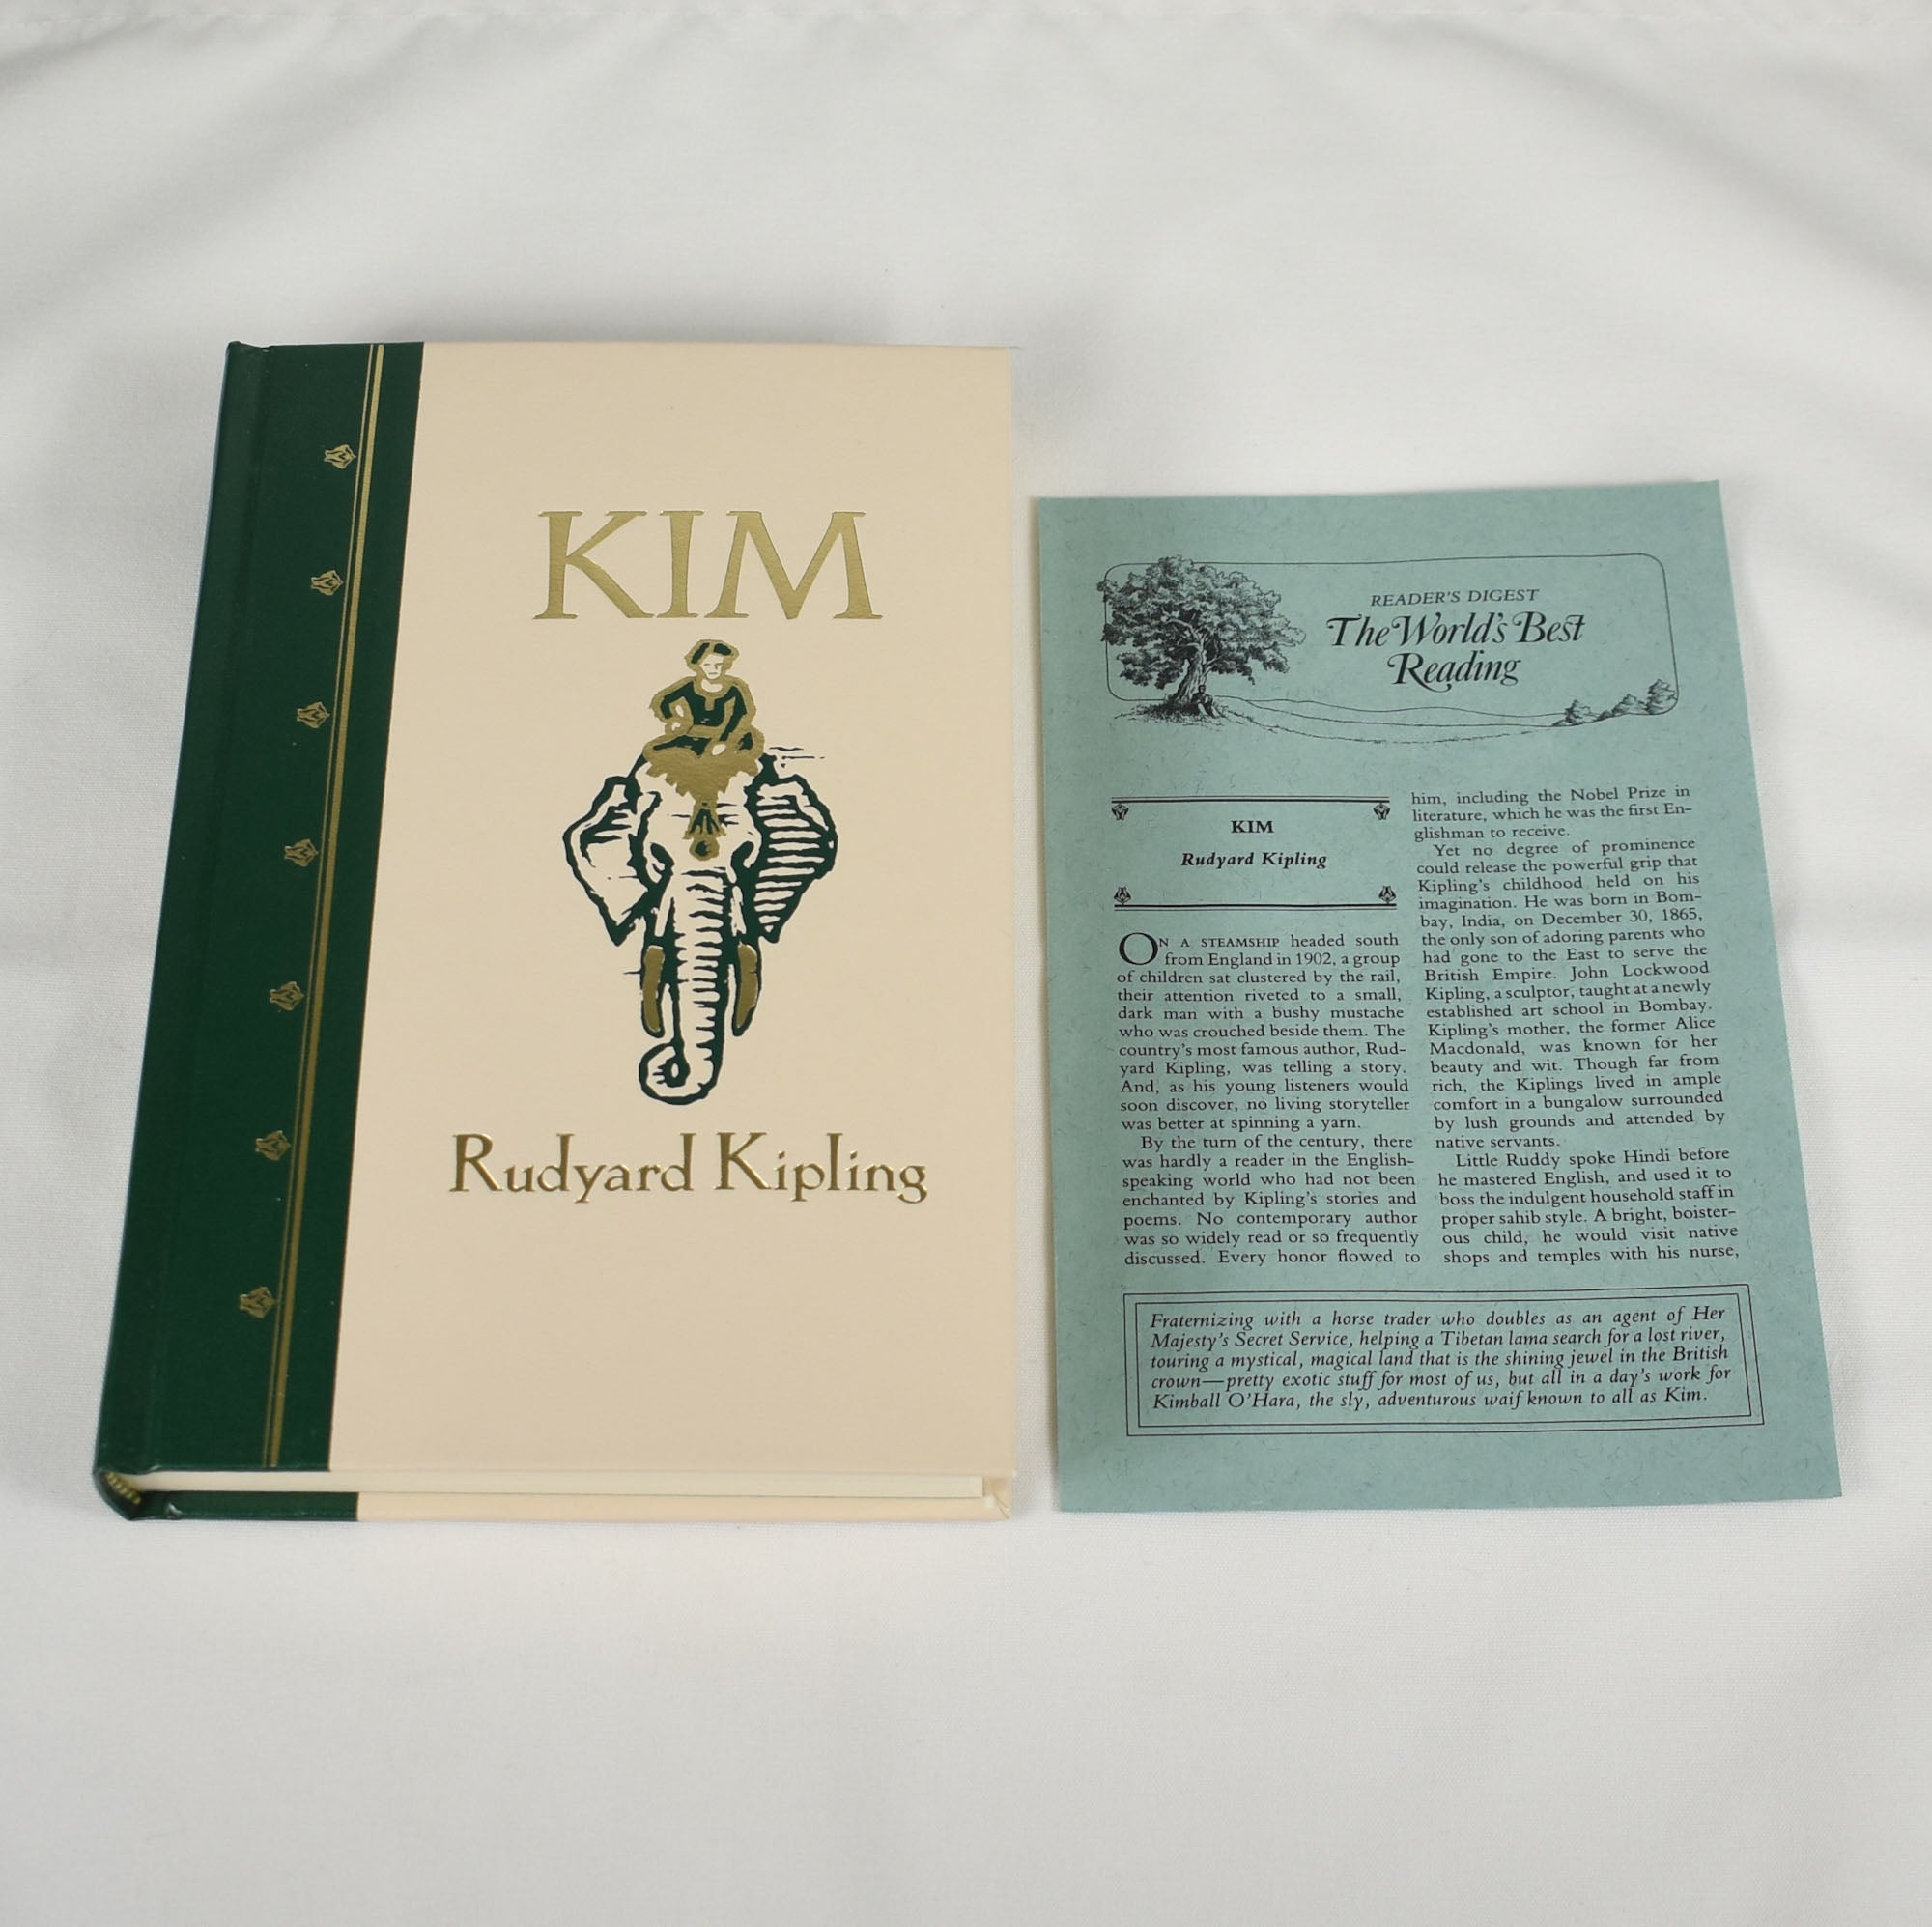 KIM
Rudyard Kipling
READER'S DIGEST
The World's Best
Reading
KIM
Rudyard Kipling
ON A STEAMSHIP headed south
from England in 1902, a group
of children sat clustered by the rail,
their attention riveted to a small,
dark man with a bushy mustache
who was crouched beside them. The
country's most famous author, Rud-
yard Kipling, was telling a story.
And, as his young listeners would
soon discover, no living storyteller
was better at spinning a yarn.
By the turn of the century, there
was hardly a reader in the English-
speaking world who had not been
enchanted by Kipling's stories and
poems. No contemporary author
was so widely read or so frequently
discussed. Every honor flowed to
him, including the Nobel Prize in
literature, which he was the first En-
glishman to receive.
Yet no degree of prominence
could release the powerful grip that
Kipling's childhood held on his
imagination. He was born in Bom-
bay, India, on December 30, 1865,
the only son of adoring parents who
had gone to the East to serve the
British Empire. John Lockwood
Kipling, a sculptor, taught at a newly
established art school in Bombay.
Kipling's mother, the former Alice
Macdonald, was known for her
beauty and wit. Though far from
rich, the Kiplings lived in ample
comfort in a bungalow surrounded
by lush grounds and attended by
native servants.
Little Ruddy spoke Hindi before
he mastered English, and used it to
boss the indulgent household staff in
proper sahib style. A bright, boister-
ous child, he would visit native
shops and temples with his nurse,
Fraternizing with a horse trader who doubles as an agent of Her
Majesty's Secret Service, helping a Tibetan lama search for a lost river,
touring a mystical, magical land that is the shining jewel in the British
crown—pretty exotic stuff for most of us, but all in a day's work for
Kimball O'Hara, the sly, adventurous waif known to all as Kim.